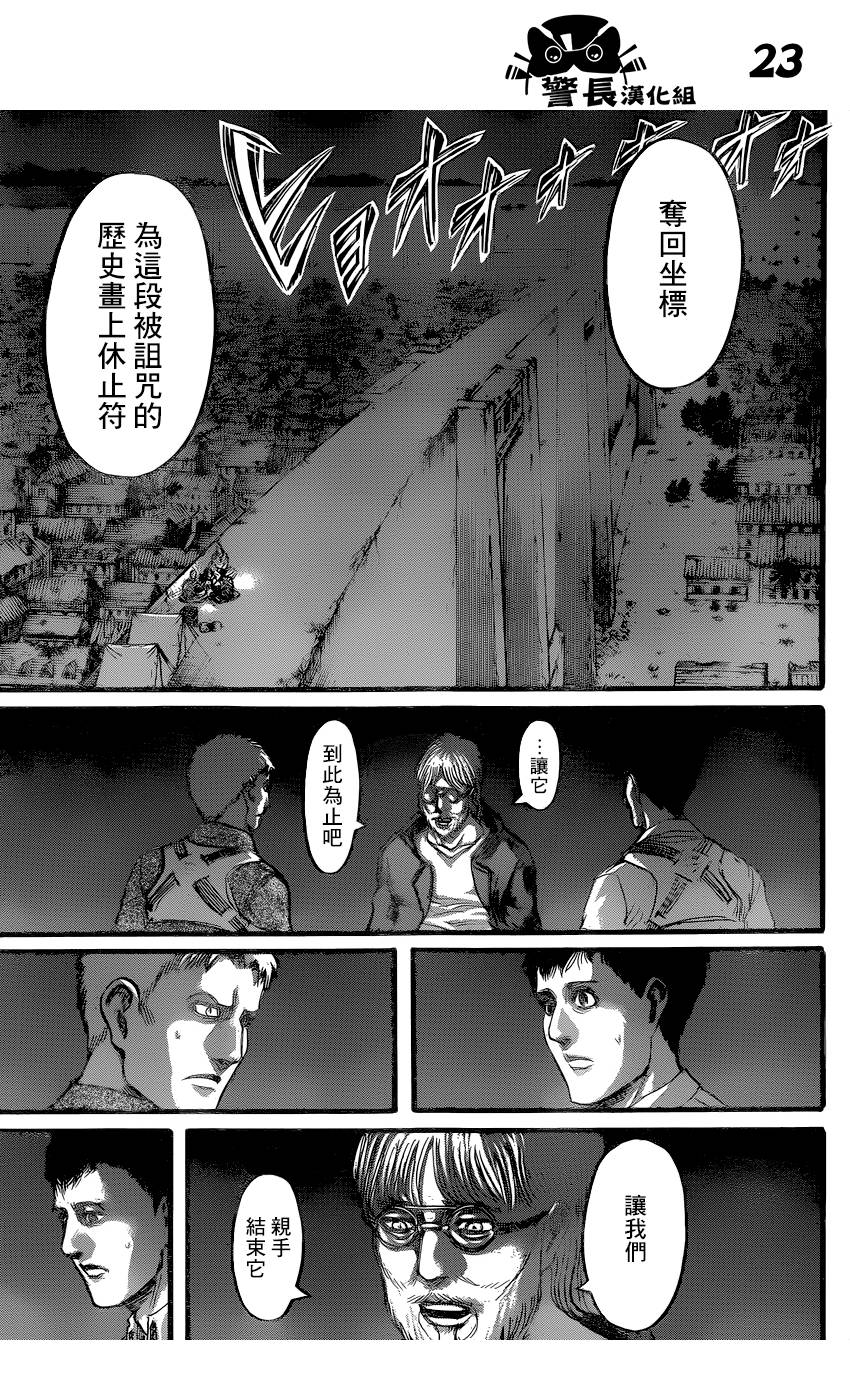 警長漢化組
23
ビョオオオオオオ
奪回坐標
為這段被詛咒的
歷史畫上休止符
…讓它
到此為止吧
讓我們
親手
結束它